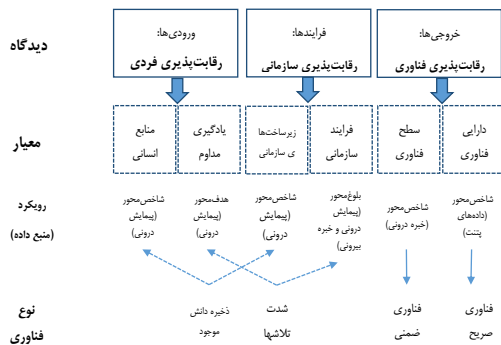 دیدگاه
خروجی‌ها:
رقابت‌پذیری فناوری
فرایندها:
رقابت‌پذیری سازمانی
ورودی‌ها:
رقابت‌پذیری فردی
معیار
دارایی
فناوری
سطح
فناوری
فرایند
سازمانی
زیرساخت‌ها
ی سازمانی
یادگیری
مداوم
منابع
انسانی
رویکرد
(منبع داده)
شاخص‌محور
(داده‌های
پتنت)
شاخص‌محور
(خبره درونی)
بلوغ‌محور
(پیمایش
درونی و خبره
بیرونی)
شاخص‌محور
(پیمایش
درونی)
هدف‌محور
(پیمایش
درونی)
شاخص‌محور
(پیمایش
درونی)
نوع
فناوری
فناوری
صریح
فناوری
ضمنی
شدت
تلاشها
ذخیره دانش
موجود